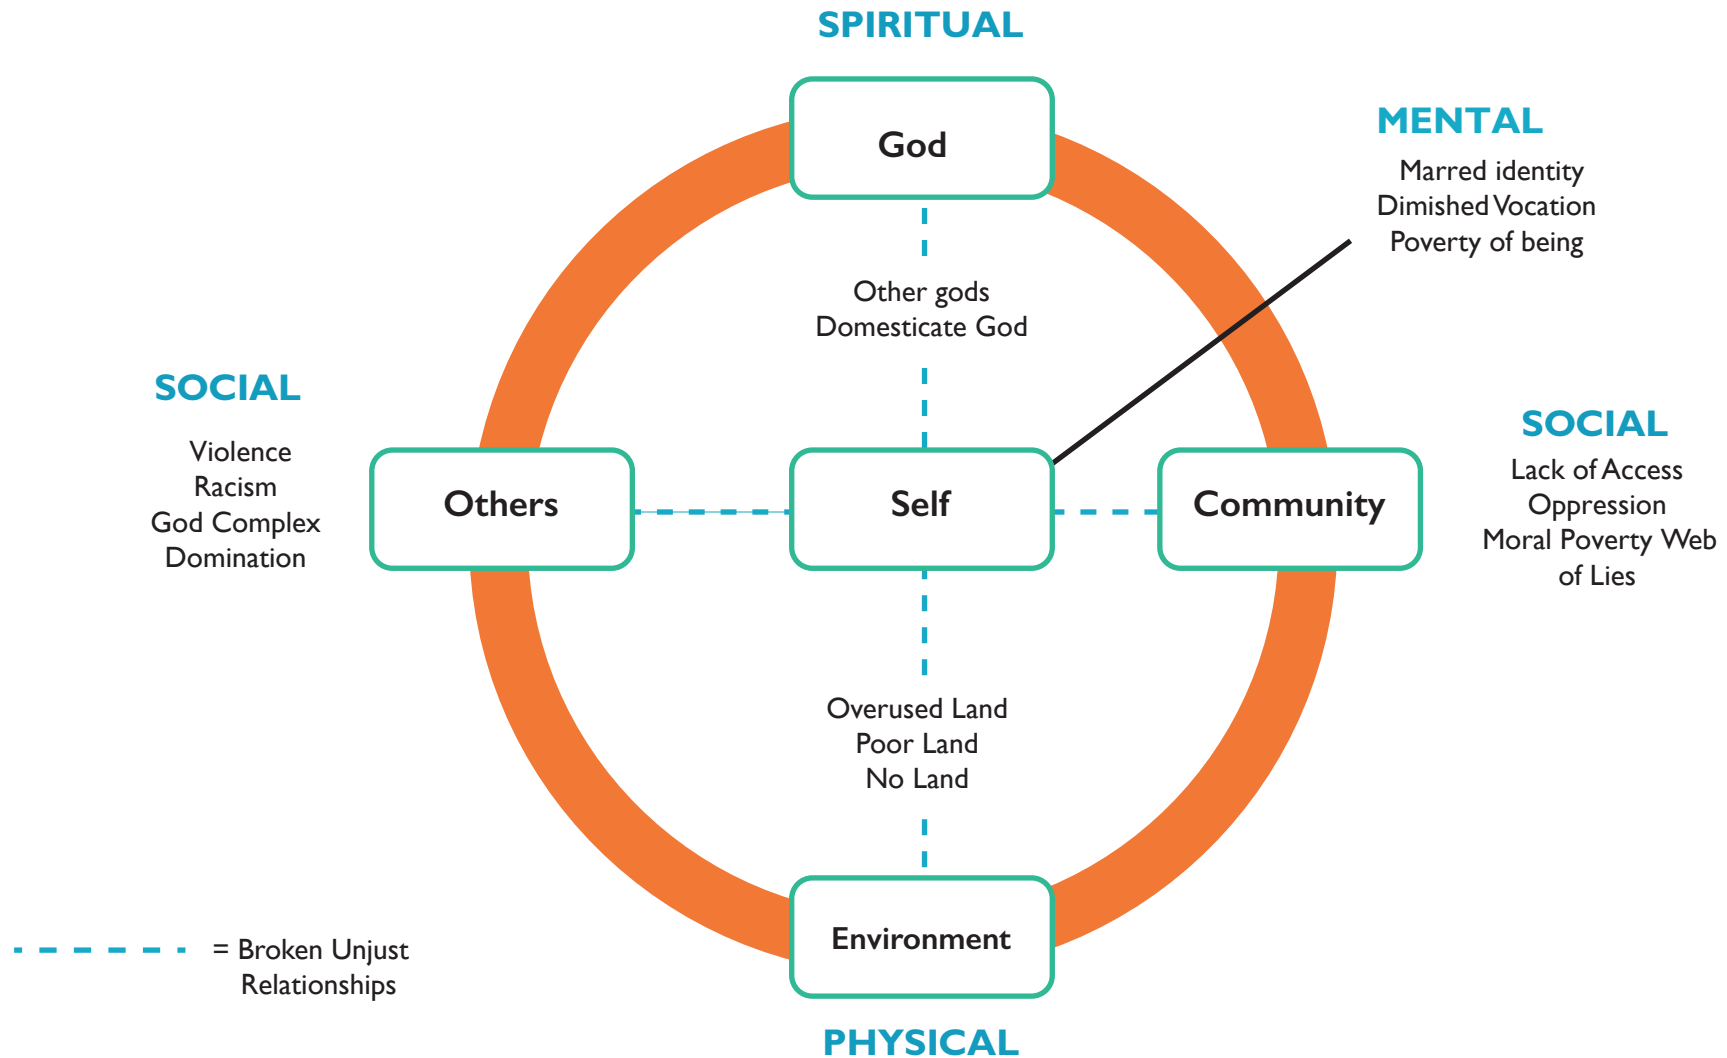 SPIRITUAL
God
MENTAL
Marred identity
Dimished Vocation
Poverty of being
Other gods
Domesticate God
SOCIAL
Violence
Racism
God Complex
Domination
Others
Self
Community
SOCIAL
Lack of Access
Oppression
Moral Poverty Web
of Lies
Overused Land
Poor Land
No Land
Environment
= Broken Unjust
Relationships
PHYSICAL